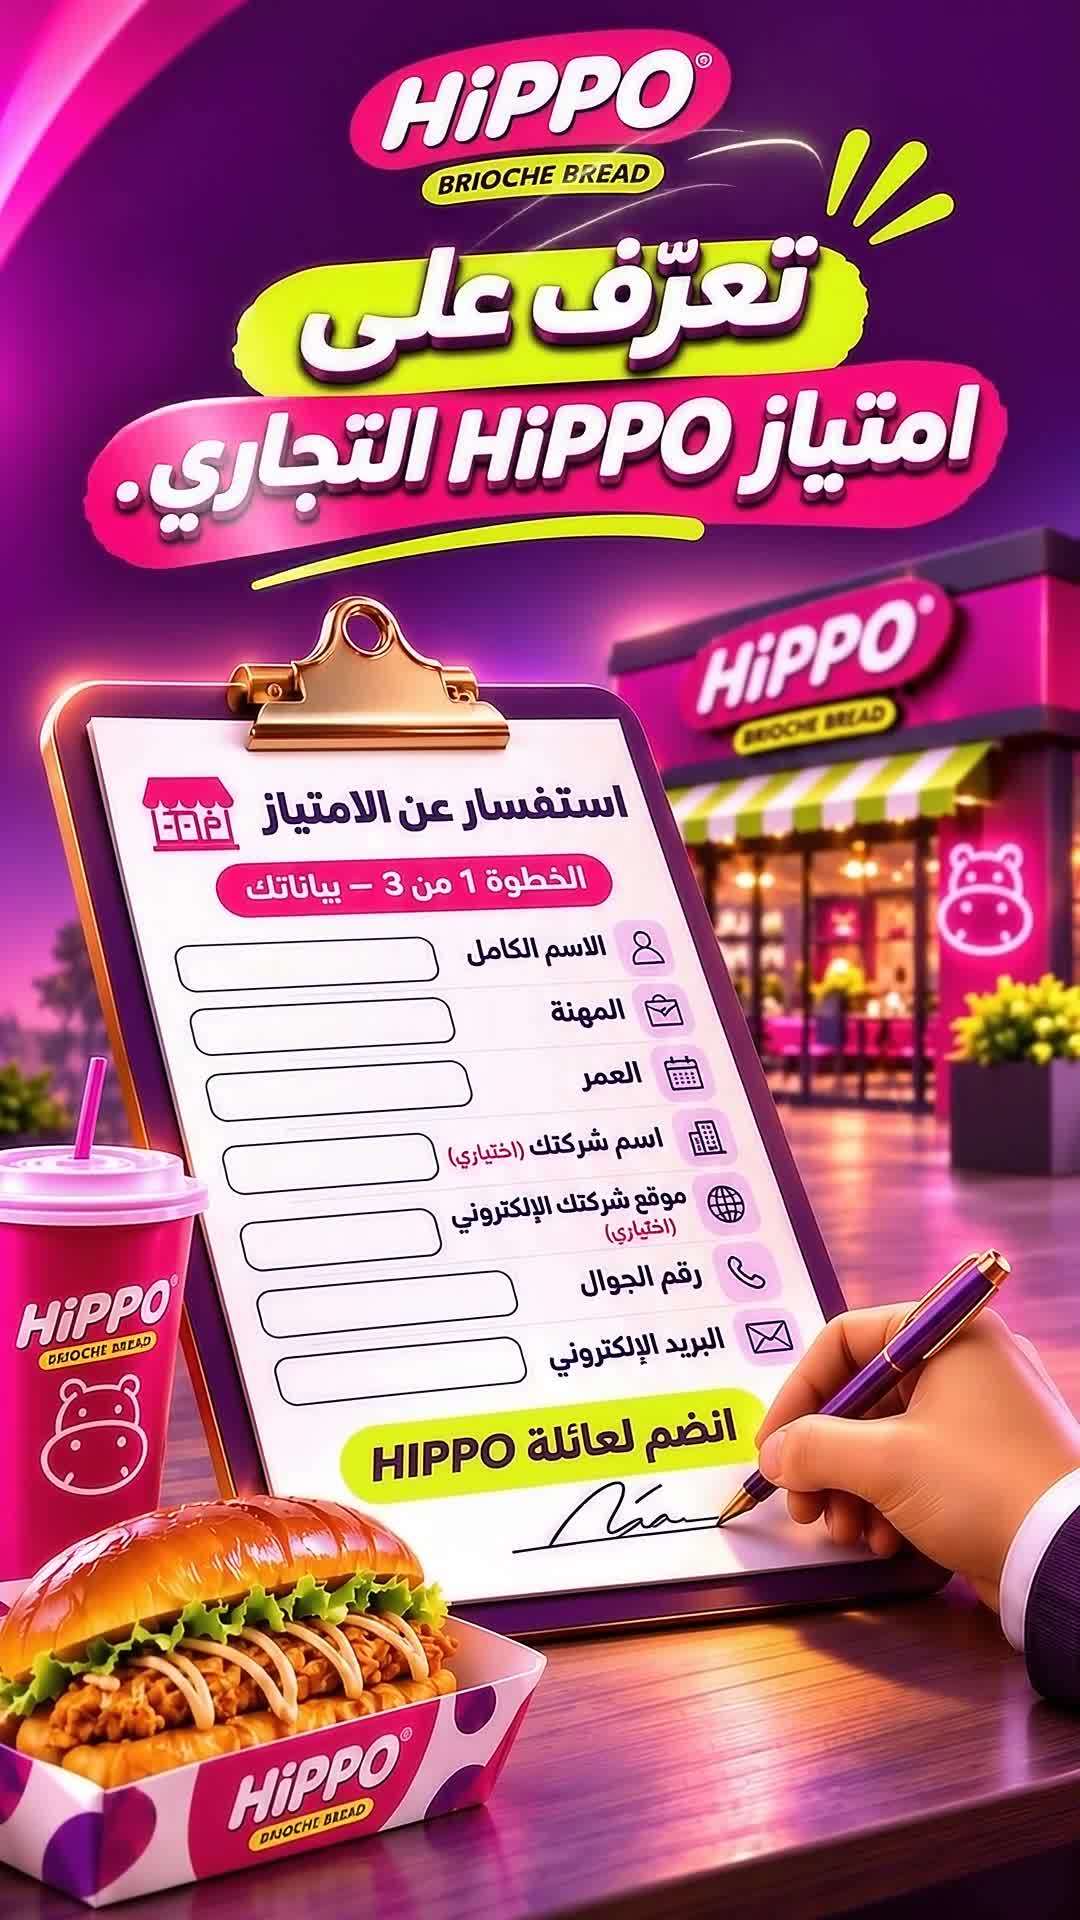 HiPPO®
BRIOCHE BREAD
تعرّف على
امتياز HiPPO التجاري.
HiPPO®
BRIOCHE BREAD
استفسار عن الامتياز
الخطوة 1 من 3 – بياناتك
الاسم الكامل
المهنة
العمر
اسم شركتك (اختياري)
موقع شركتك الإلكتروني
(اختياري)
رقم الجوال
البريد الإلكتروني
انضم لعائلة HIPPO
HiPPO®
BRIOCHE BREAD
HiPPO®
BRIOCHE BREAD